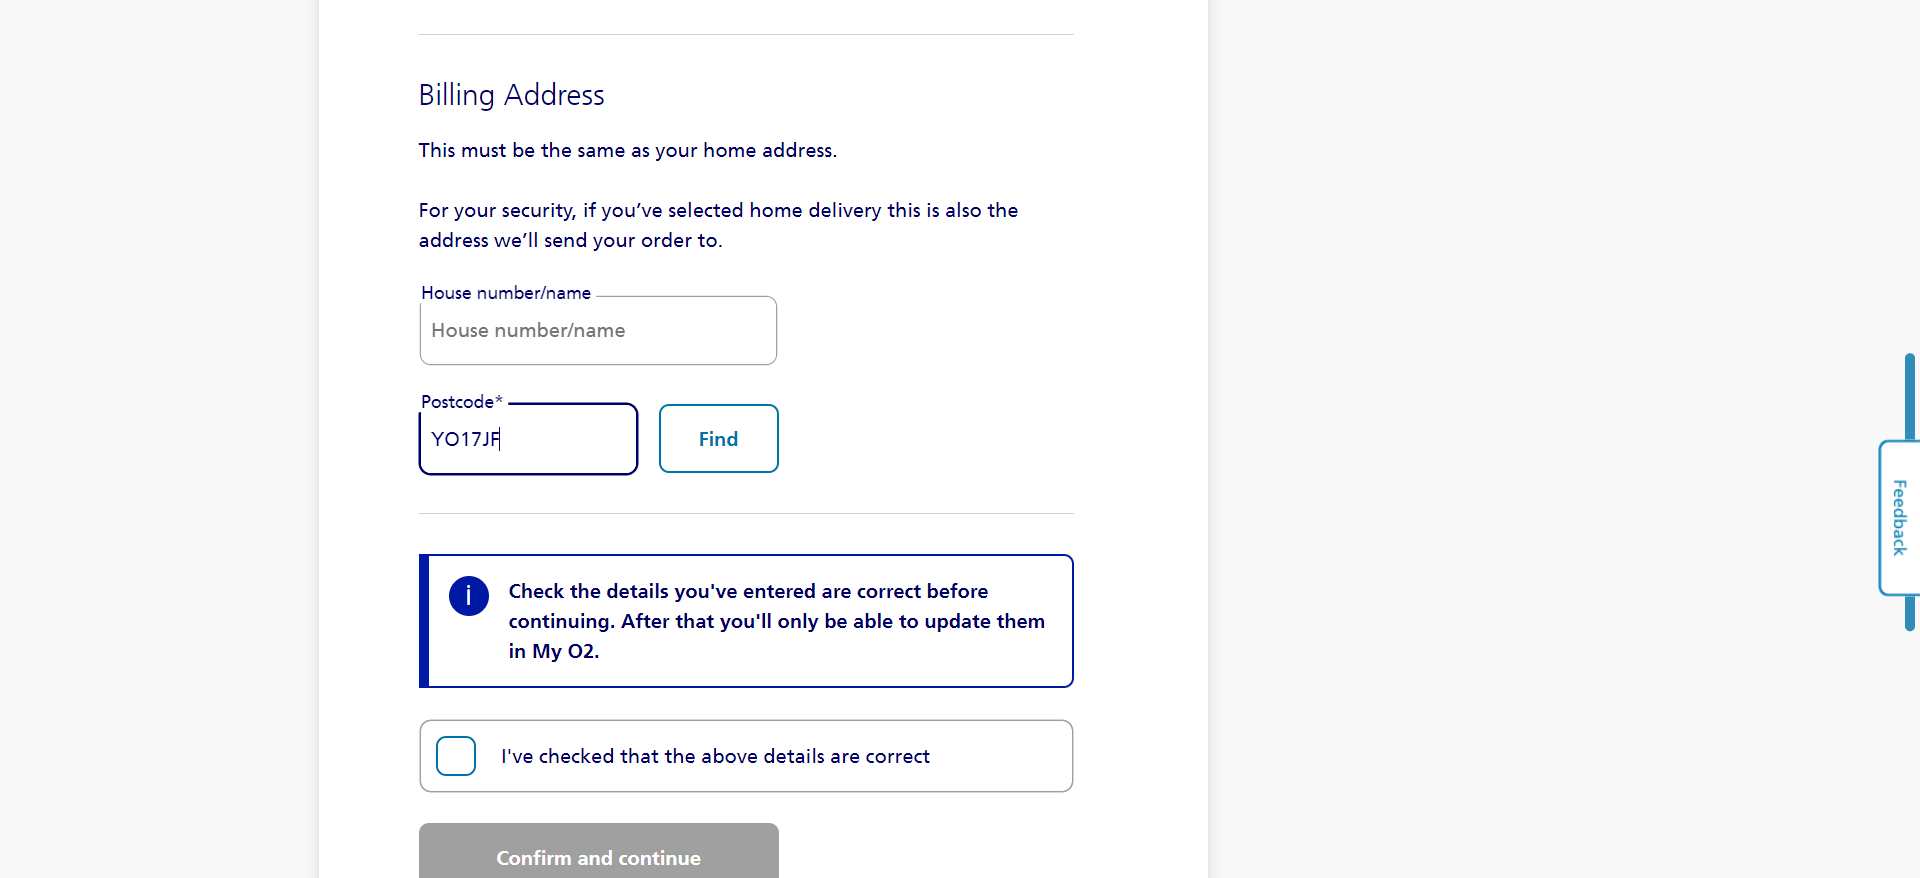 Billing Address
This must be the same as your home address.
For your security, if you’ve selected home delivery this is also the
address we’ll send your order to.
House number/name
House number/name
Postcode*
YO17JF
Find
Check the details you've entered are correct before
continuing. After that you'll only be able to update them
in My O2.
I've checked that the above details are correct
Confirm and continue
Feedback